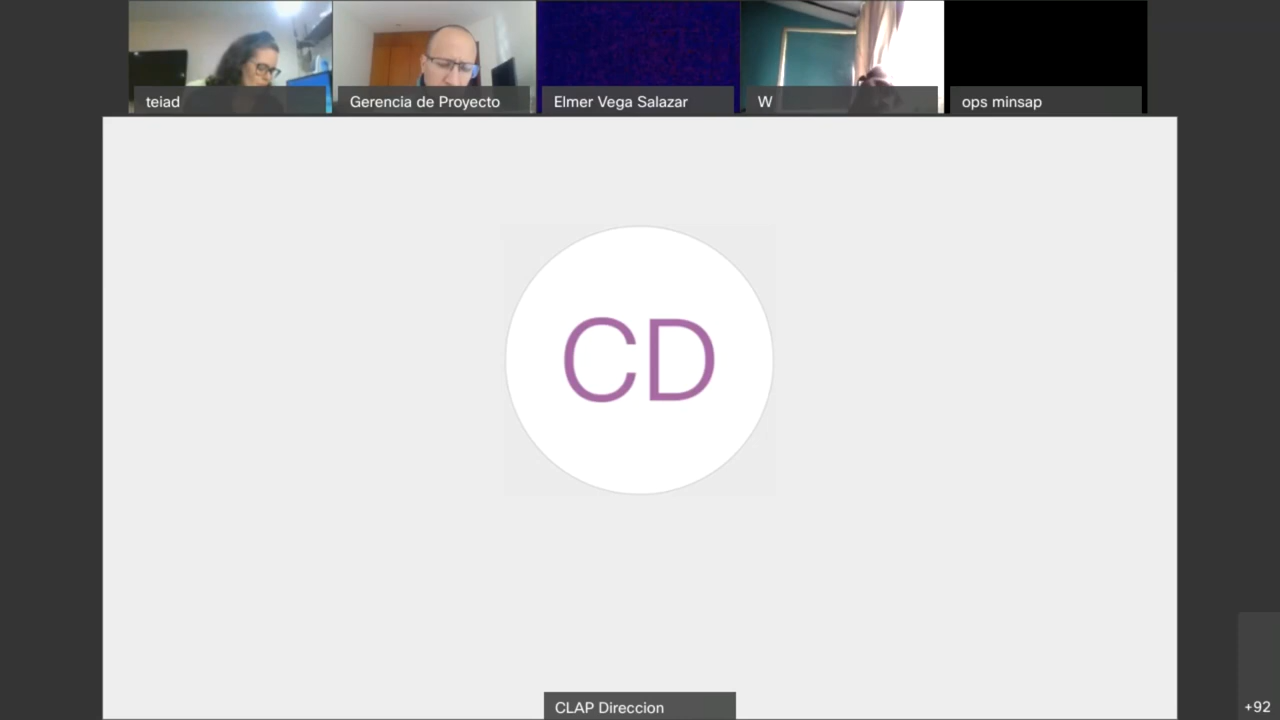 teiad
Gerencia de Proyecto
Elmer Vega Salazar
W
ops minsap
CD
CLAP Direccion
+92